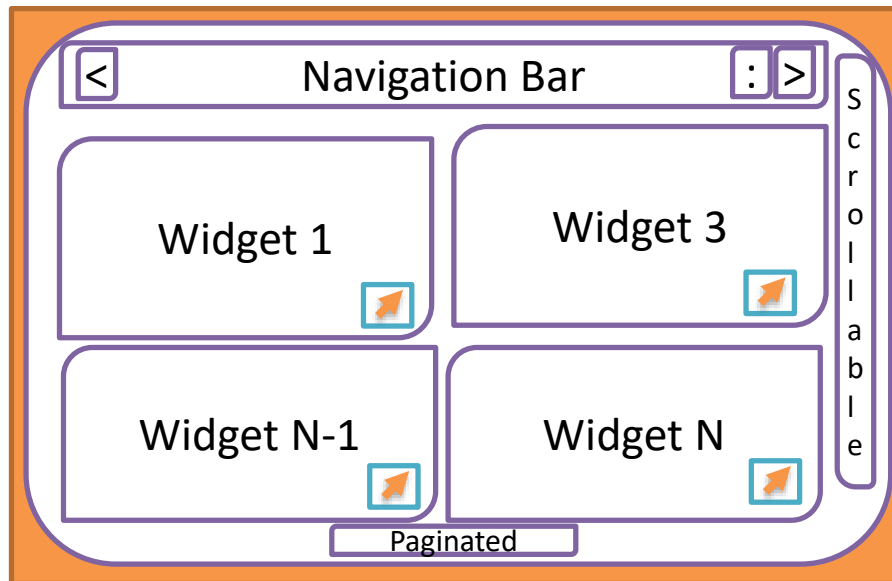 < Navigation Bar : >
Widget 1
Widget 3
Widget N-1
Widget N
Paginated
S
c
r
o
l
l
a
b
l
e